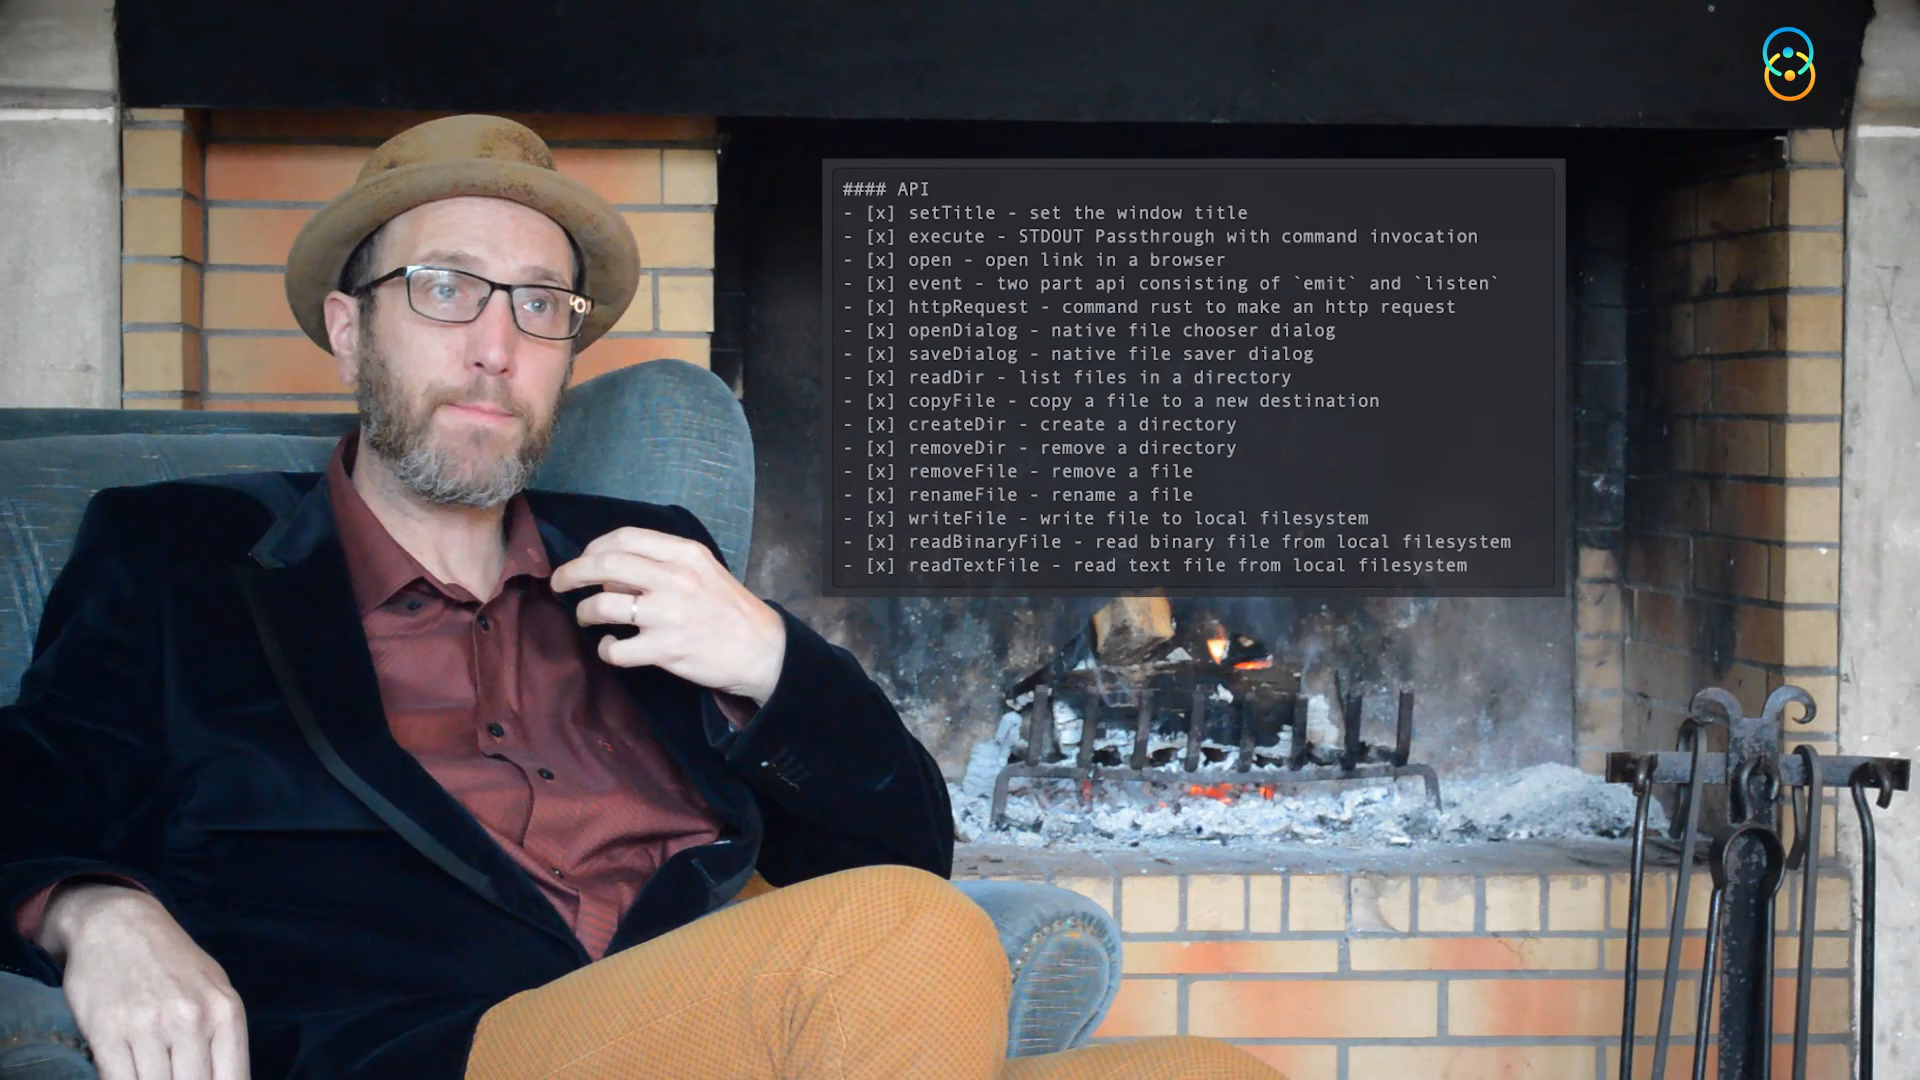 #### API
- [x] setTitle - set the window title
- [x] execute - STDOUT Passthrough with command invocation
- [x] open - open link in a browser
- [x] event - two part api consisting of `emit` and `listen`
- [x] httpRequest - command rust to make an http request
- [x] openDialog - native file chooser dialog
- [x] saveDialog - native file saver dialog
- [x] readDir - list files in a directory
- [x] copyFile - copy a file to a new destination
- [x] createDir - create a directory
- [x] removeDir - remove a directory
- [x] removeFile - remove a file
- [x] renameFile - rename a file
- [x] writeFile - write file to local filesystem
- [x] readBinaryFile - read binary file from local filesystem
- [x] readTextFile - read text file from local filesystem